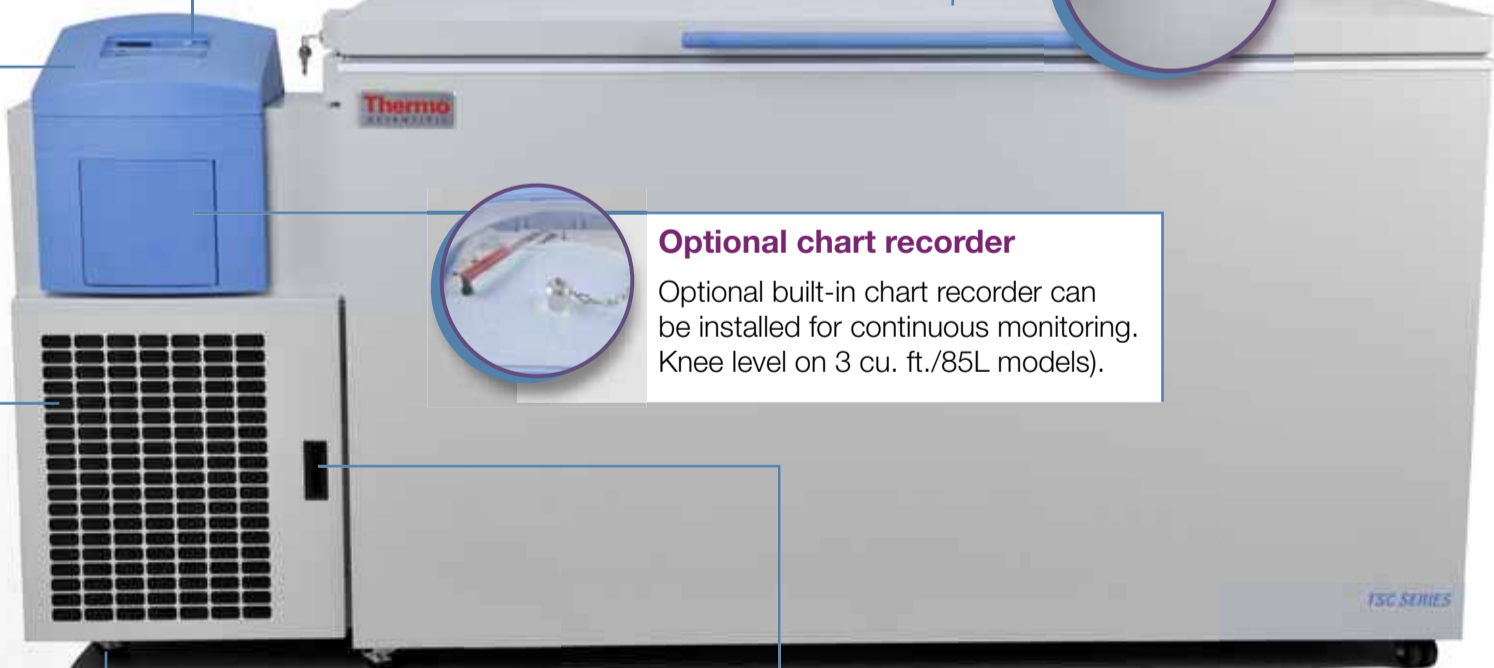 Thermo
SCIENTIFIC
Optional chart recorder
Optional built-in chart recorder can
be installed for continuous monitoring.
Knee level on 3 cu. ft./85L models).
TSC SERIES